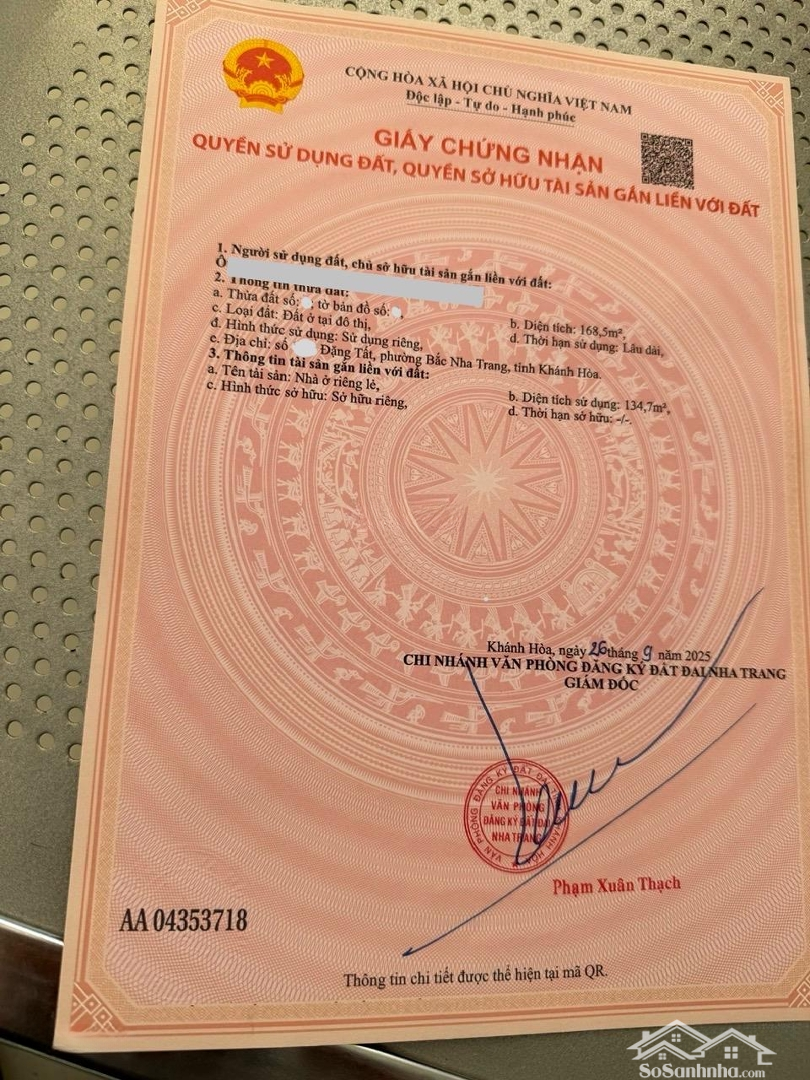 CỘNG HÒA XÃ HỘI CHỦ NGHĨA VIỆT NAM
Độc lập - Tự do - Hạnh phúc
GIẤY CHỨNG NHẬN
QUYỀN SỬ DỤNG ĐẤT, QUYỀN SỞ HỮU TÀI SẢN GẮN LIỀN VỚI ĐẤT
1. Người sử dụng đất, chủ sở hữu tài sản gắn liền với đất:
2. Thông tin thửa đất:
a. Thửa đất số: ; tờ bản đồ số:
b. Diện tích: 168,5m²,
c. Loại đất: Đất ở tại đô thị,
d. Thời hạn sử dụng: Lâu dài,
đ. Hình thức sử dụng: Sử dụng riêng,
e. Địa chỉ: số Đặng Tất, phường Bắc Nha Trang, tỉnh Khánh Hòa.
3. Thông tin tài sản gắn liền với đất:
a. Tên tài sản: Nhà ở riêng lẻ,
b. Diện tích sử dụng: 134,7m²,
c. Hình thức sở hữu: Sở hữu riêng,
d. Thời hạn sở hữu: -/-.
Khánh Hòa, ngày 26 tháng 9 năm 2025
CHI NHÁNH VĂN PHÒNG ĐĂNG KÝ ĐẤT ĐAI NHA TRANG
GIÁM ĐỐC
CHI NHÁNH
VĂN PHÒNG
ĐĂNG KÝ ĐẤT ĐAI
NHA TRANG
Phạm Xuân Thạch
AA 04353718
Thông tin chi tiết được thể hiện tại mã QR.
SoSanhnha.com